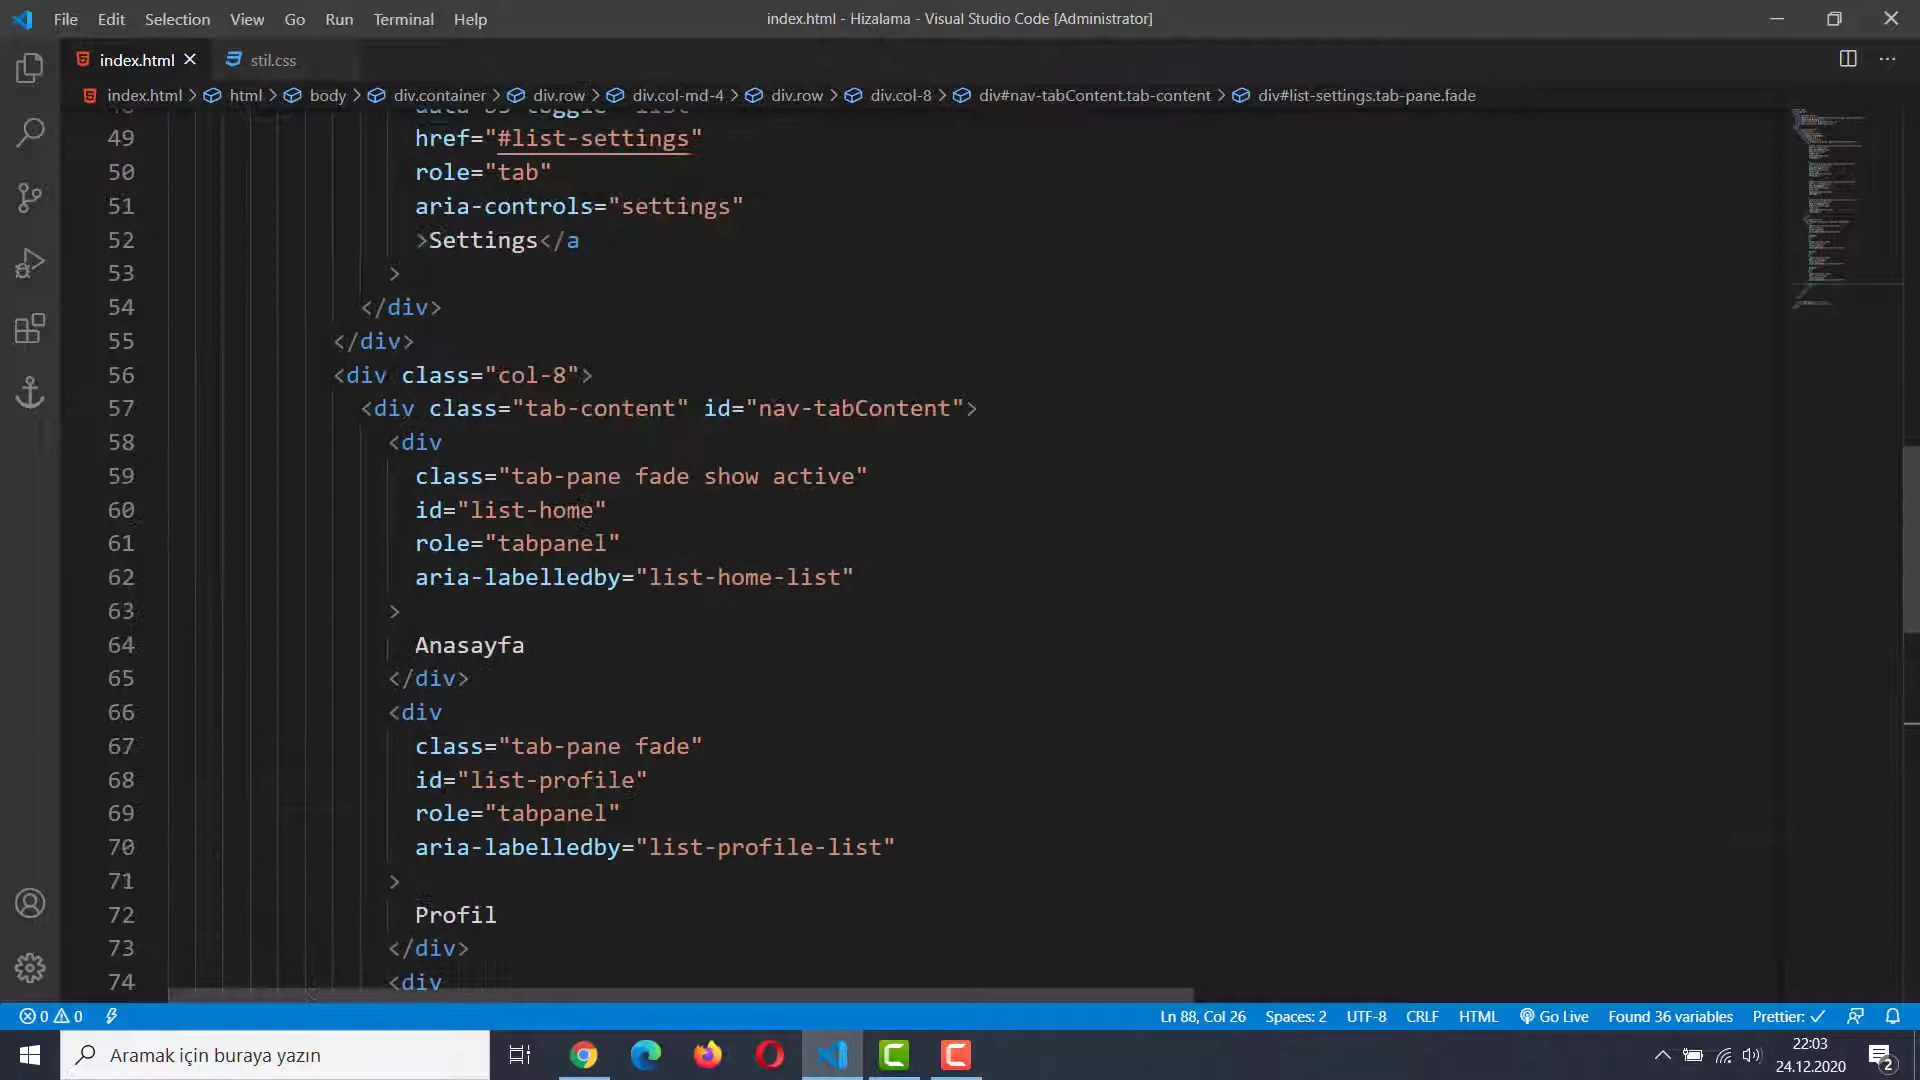 File Edit Selection View Go Run Terminal Help
index.html - Hizalama - Visual Studio Code [Administrator]
index.html
stil.css
index.html > html > body > div.container > div.row > div.col-md-4 > div.row > div.col-8 > div#nav-tabContent.tab-content > div#list-settings.tab-pane.fade
49 href="#list-settings"
50 role="tab"
51 aria-controls="settings"
52 >Settings</a
53 >
54 </div>
55 </div>
56 <div class="col-8">
57 <div class="tab-content" id="nav-tabContent">
58 <div
59 class="tab-pane fade show active"
60 id="list-home"
61 role="tabpanel"
62 aria-labelledby="list-home-list"
63 >
64 Anasayfa
65 </div>
66 <div
67 class="tab-pane fade"
68 id="list-profile"
69 role="tabpanel"
70 aria-labelledby="list-profile-list"
71 >
72 Profil
73 </div>
74 <div
0 0 Ln 88, Col 26 Spaces: 2 UTF-8 CRLF HTML Go Live Found 36 variables Prettier: ✓
Aramak için buraya yazın
22:03
24.12.2020
2